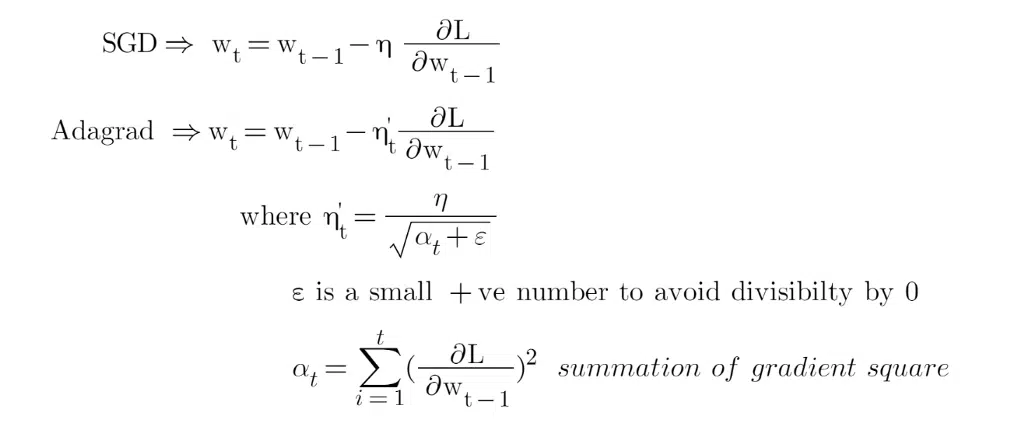 SGD ⇒ w_t = w_{t−1} − η ∂L/∂w_{t−1}
Adagrad ⇒ w_t = w_{t−1} − η'_t ∂L/∂w_{t−1}
where η'_t = η/√(α_t + ε)
ε is a small +ve number to avoid divisibilty by 0
α_t = ∑_{i=1}^{t} (∂L/∂w_{t−1})² summation of gradient square